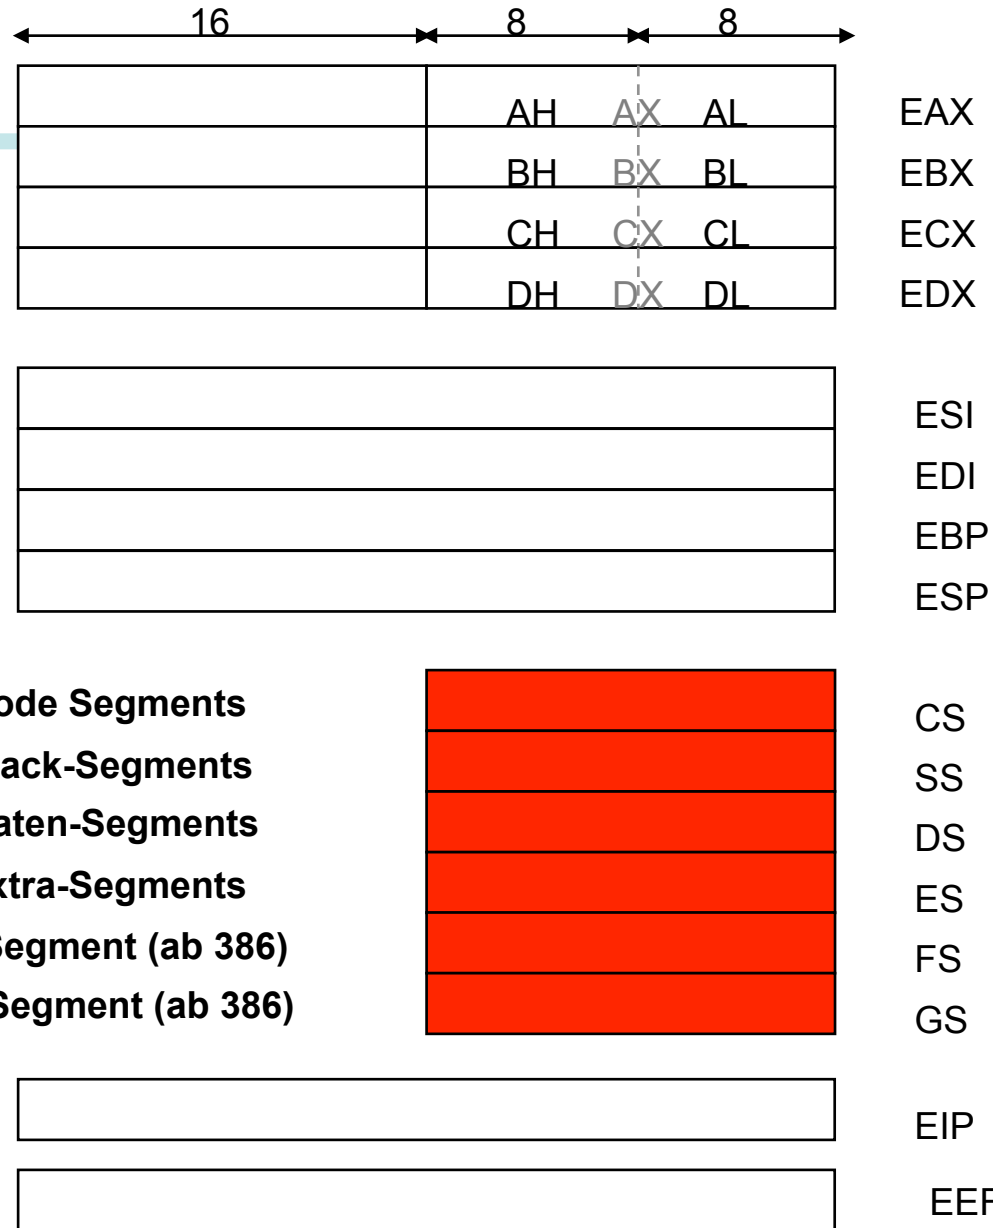 16 8 8
AH AX AL EAX
BH BX BL EBX
CH CX CL ECX
DH DX DL EDX
ESI
EDI
EBP
ESP
ode Segments CS
ack-Segments SS
aten-Segments DS
xtra-Segments ES
Segment (ab 386) FS
Segment (ab 386) GS
EIP
EEF